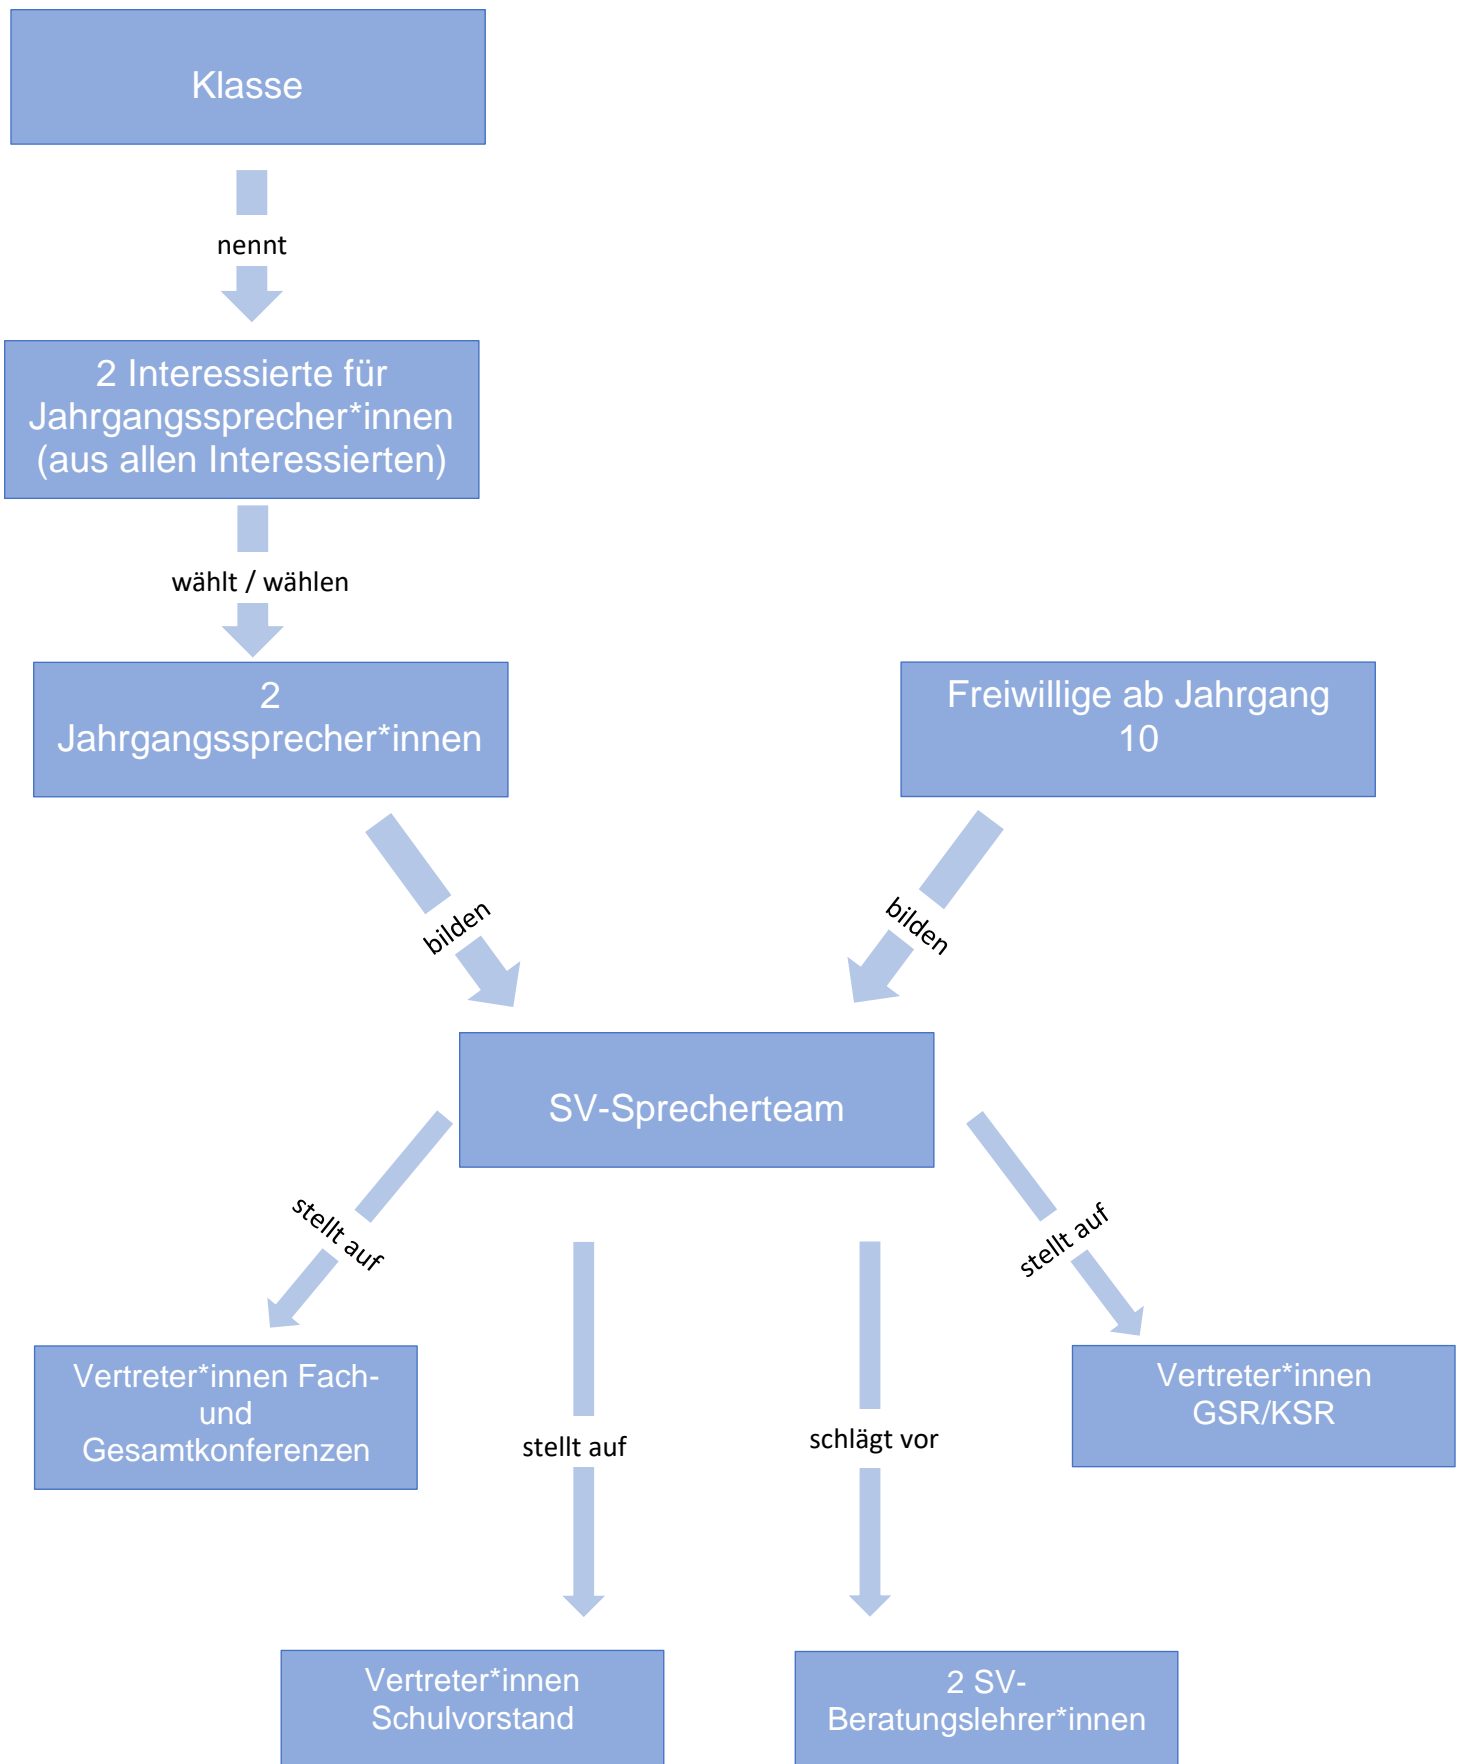 Klasse
nennt
2 Interessierte für
Jahrgangssprecher*innen
(aus allen Interessierten)
wählt / wählen
2
Jahrgangssprecher*innen
Freiwillige ab Jahrgang
10
bilden
bilden
SV-Sprecherteam
stellt auf
stellt auf
Vertreter*innen Fach-
und
Gesamtkonferenzen
stellt auf
schlägt vor
Vertreter*innen
GSR/KSR
Vertreter*innen
Schulvorstand
2 SV-
Beratungslehrer*innen